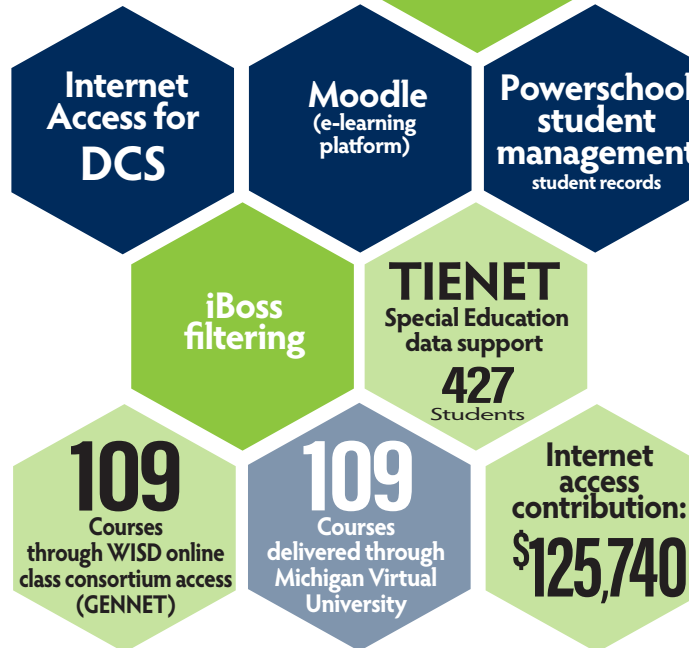 Internet
Access for
DCS
Moodle
(e-learning
platform)
Powerschool
student
management
student records
iBoss
filtering
TIENET
Special Education
data support
427
Students
109
Courses
through WISD online
class consortium access
(GENNET)
109
Courses
delivered through
Michigan Virtual
University
Internet
access
contribution:
$125,740